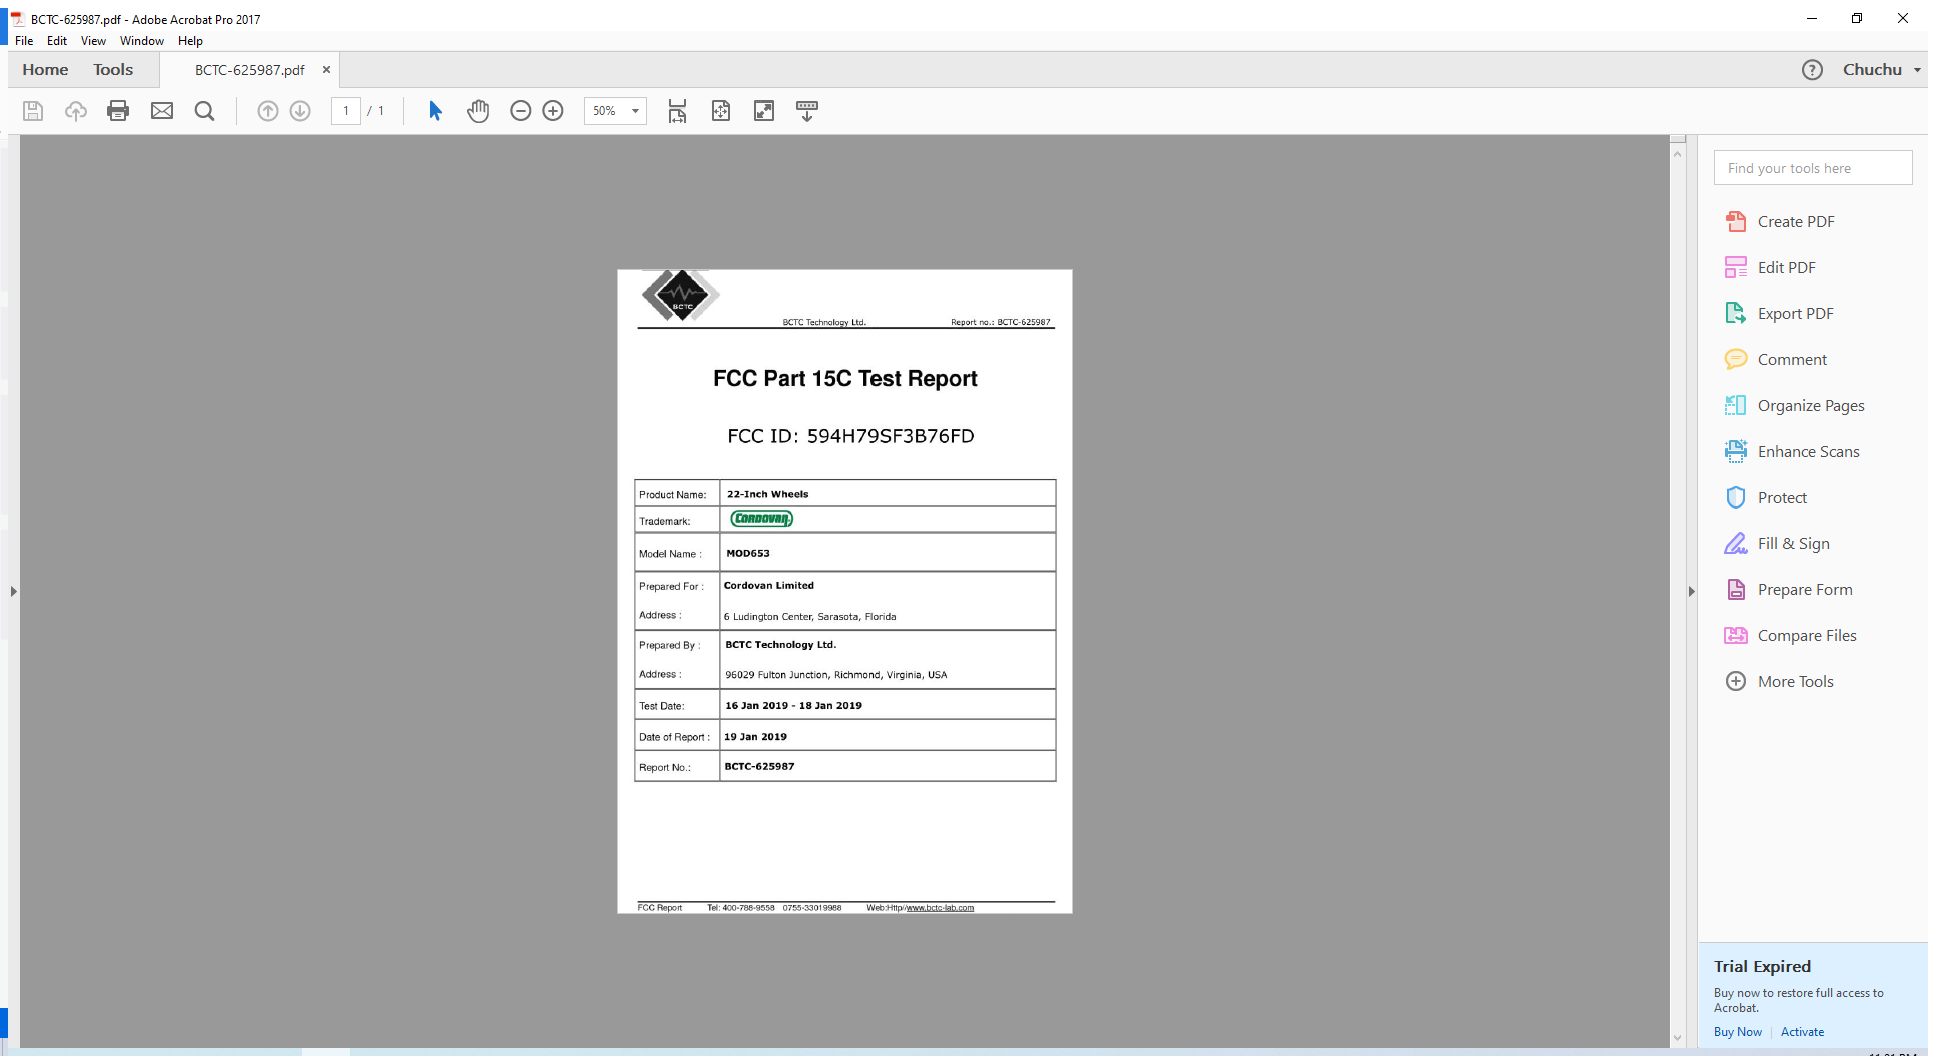 BCTC-625987.pdf - Adobe Acrobat Pro 2017
File Edit View Window Help
Home Tools BCTC-625987.pdf × Chuchu
1 / 1 50%
Find your tools here
Create PDF
Edit PDF
Export PDF
Comment
Organize Pages
Enhance Scans
Protect
Fill & Sign
Prepare Form
Compare Files
More Tools
BCTC
BCTC Technology Ltd. Report no.: BCTC-625987
FCC Part 15C Test Report
FCC ID: 594H79SF3B76FD
Product Name: 22-Inch Wheels
Trademark: CORDOVAN
Model Name : MOD653
Prepared For : Cordovan Limited
Address : 6 Ludington Center, Sarasota, Florida
Prepared By : BCTC Technology Ltd.
Address : 96029 Fulton Junction, Richmond, Virginia, USA
Test Date: 16 Jan 2019 - 18 Jan 2019
Date of Report : 19 Jan 2019
Report No.: BCTC-625987
FCC Report Tel: 400-788-9558 0755-33019988 Web:Http//www.bctc-lab.com
Trial Expired
Buy now to restore full access to
Acrobat.
Buy Now Activate